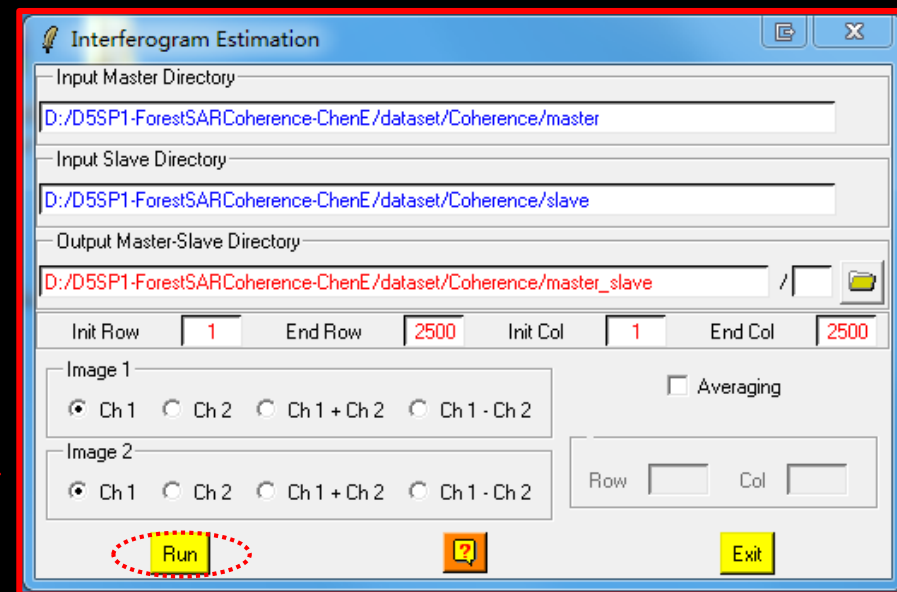 Interferogram Estimation
Input Master Directory
D:/D5SP1-ForestSARCoherence-ChenE/dataset/Coherence/master
Input Slave Directory
D:/D5SP1-ForestSARCoherence-ChenE/dataset/Coherence/slave
Output Master-Slave Directory
D:/D5SP1-ForestSARCoherence-ChenE/dataset/Coherence/master_slave /
Init Row 1 End Row 2500 Init Col 1 End Col 2500
Image 1
Averaging
Ch 1 Ch 2 Ch 1 + Ch 2 Ch 1 - Ch 2
Image 2
Ch 1 Ch 2 Ch 1 + Ch 2 Ch 1 - Ch 2
Row Col
Run ? Exit